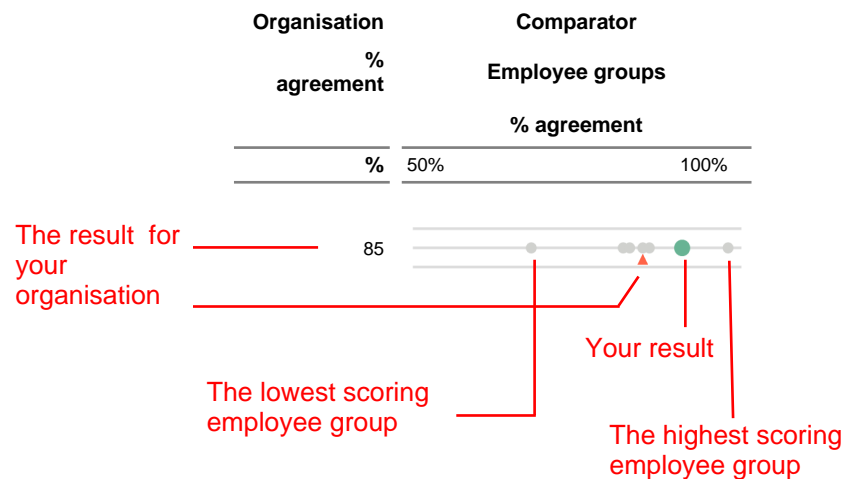 Organisation
Comparator
%
agreement
Employee groups
% agreement
%
50%
100%
The result for
your
organisation
85
Your result
The lowest scoring
employee group
The highest scoring
employee group